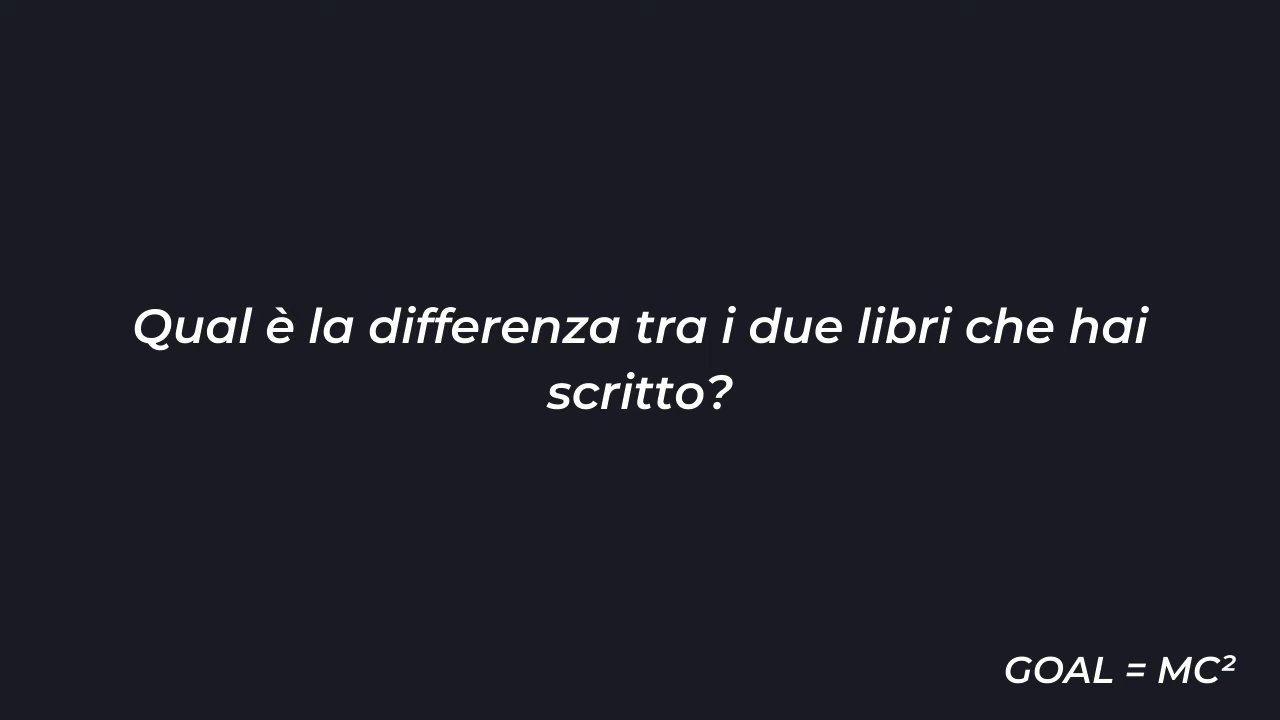 Qual è la differenza tra i due libri che hai
scritto?
GOAL = MC²